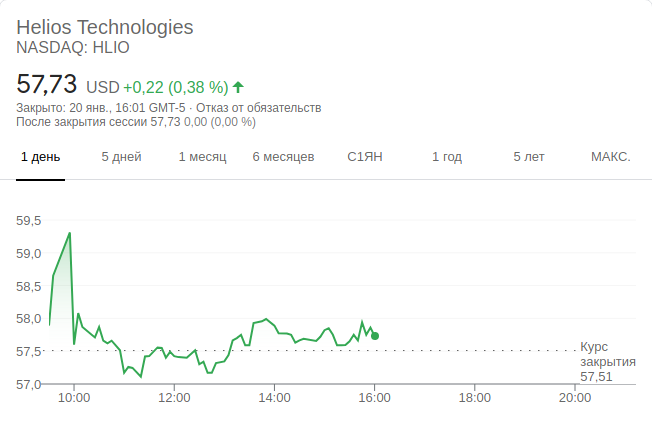 Helios Technologies
NASDAQ: HLIO
57,73 USD +0,22 (0,38 %)
Закрыто: 20 янв., 16:01 GMT-5 · Отказ от обязательств
После закрытия сессии 57,73 0,00 (0,00 %)
1 день 5 дней 1 месяц 6 месяцев С1ЯН 1 год 5 лет МАКС.
59,5
59,0
58,5
58,0
57,5
Курс
закрытия
57,51
57,0
10:00 12:00 14:00 16:00 18:00 20:00